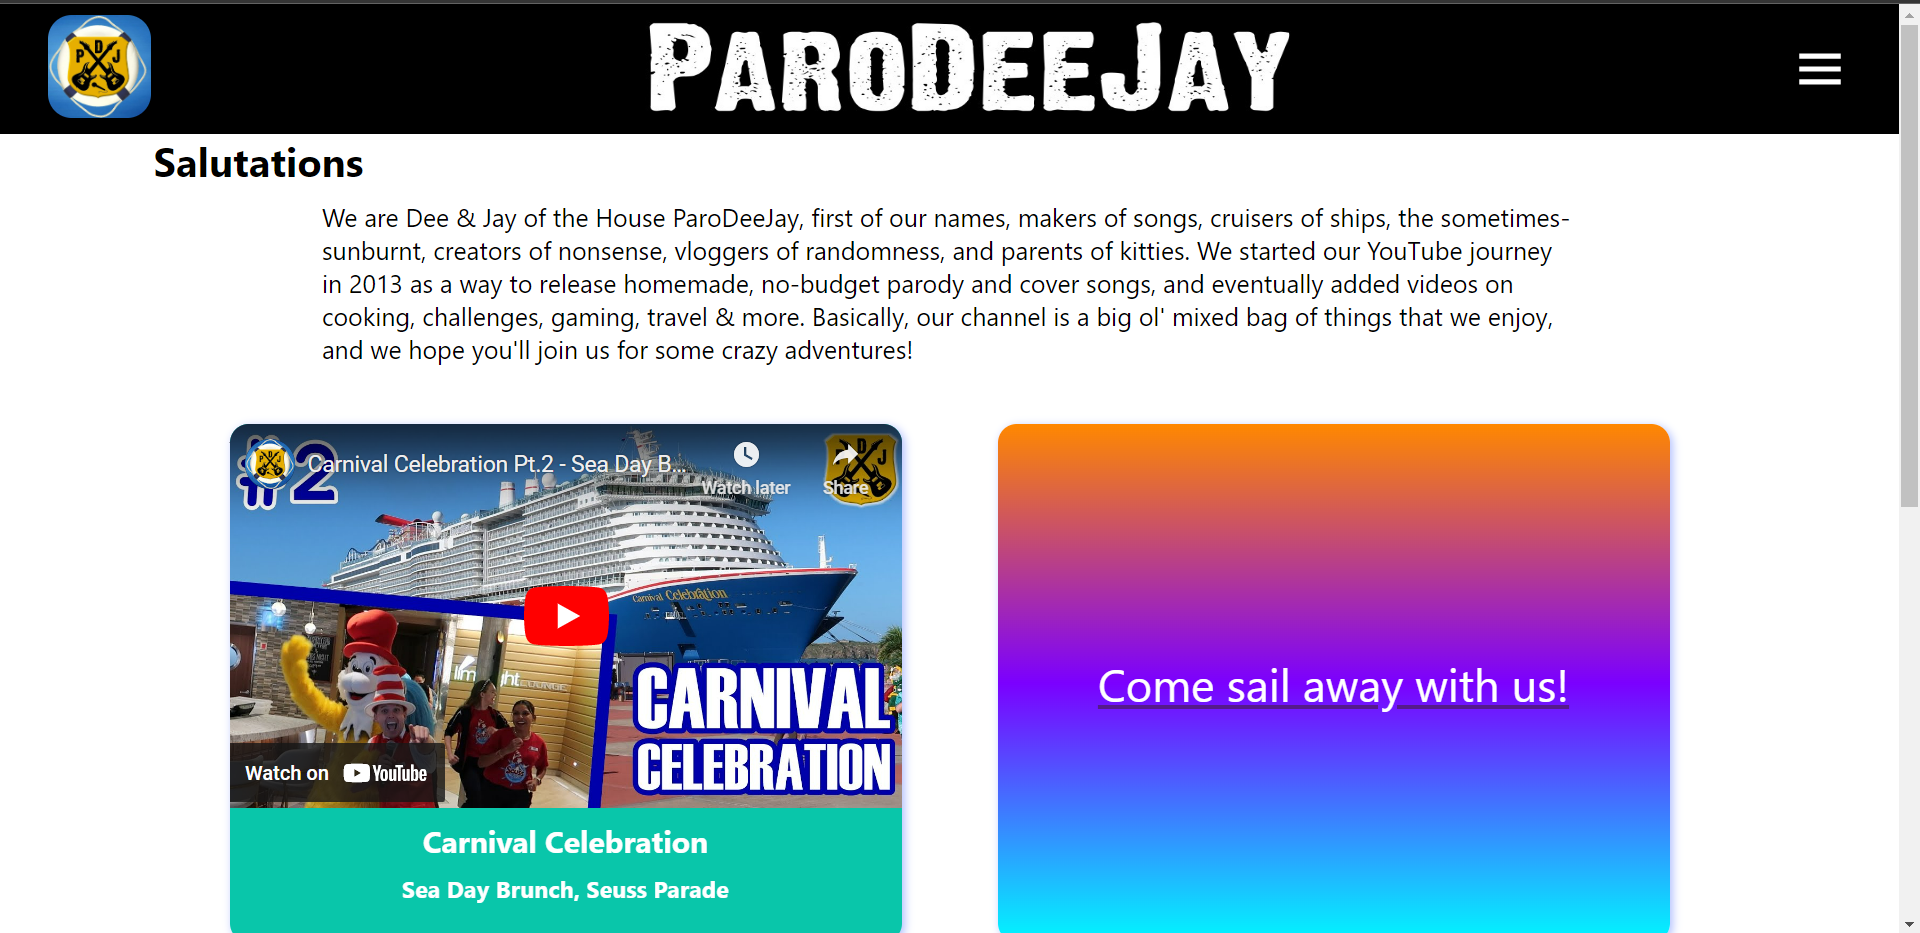 P D J
PARODEEJAY
Salutations
We are Dee & Jay of the House ParoDeeJay, first of our names, makers of songs, cruisers of ships, the sometimes-
sunburnt, creators of nonsense, vloggers of randomness, and parents of kitties. We started our YouTube journey
in 2013 as a way to release homemade, no-budget parody and cover songs, and eventually added videos on
cooking, challenges, gaming, travel & more. Basically, our channel is a big ol' mixed bag of things that we enjoy,
and we hope you'll join us for some crazy adventures!
#2
P D J
Carnival Celebration Pt.2 - Sea Day B...
Watch later
Share
P D J
Carnival Celebration
CARNIVAL
CELEBRATION
Watch on YouTube
Carnival Celebration
Sea Day Brunch, Seuss Parade
Come sail away with us!